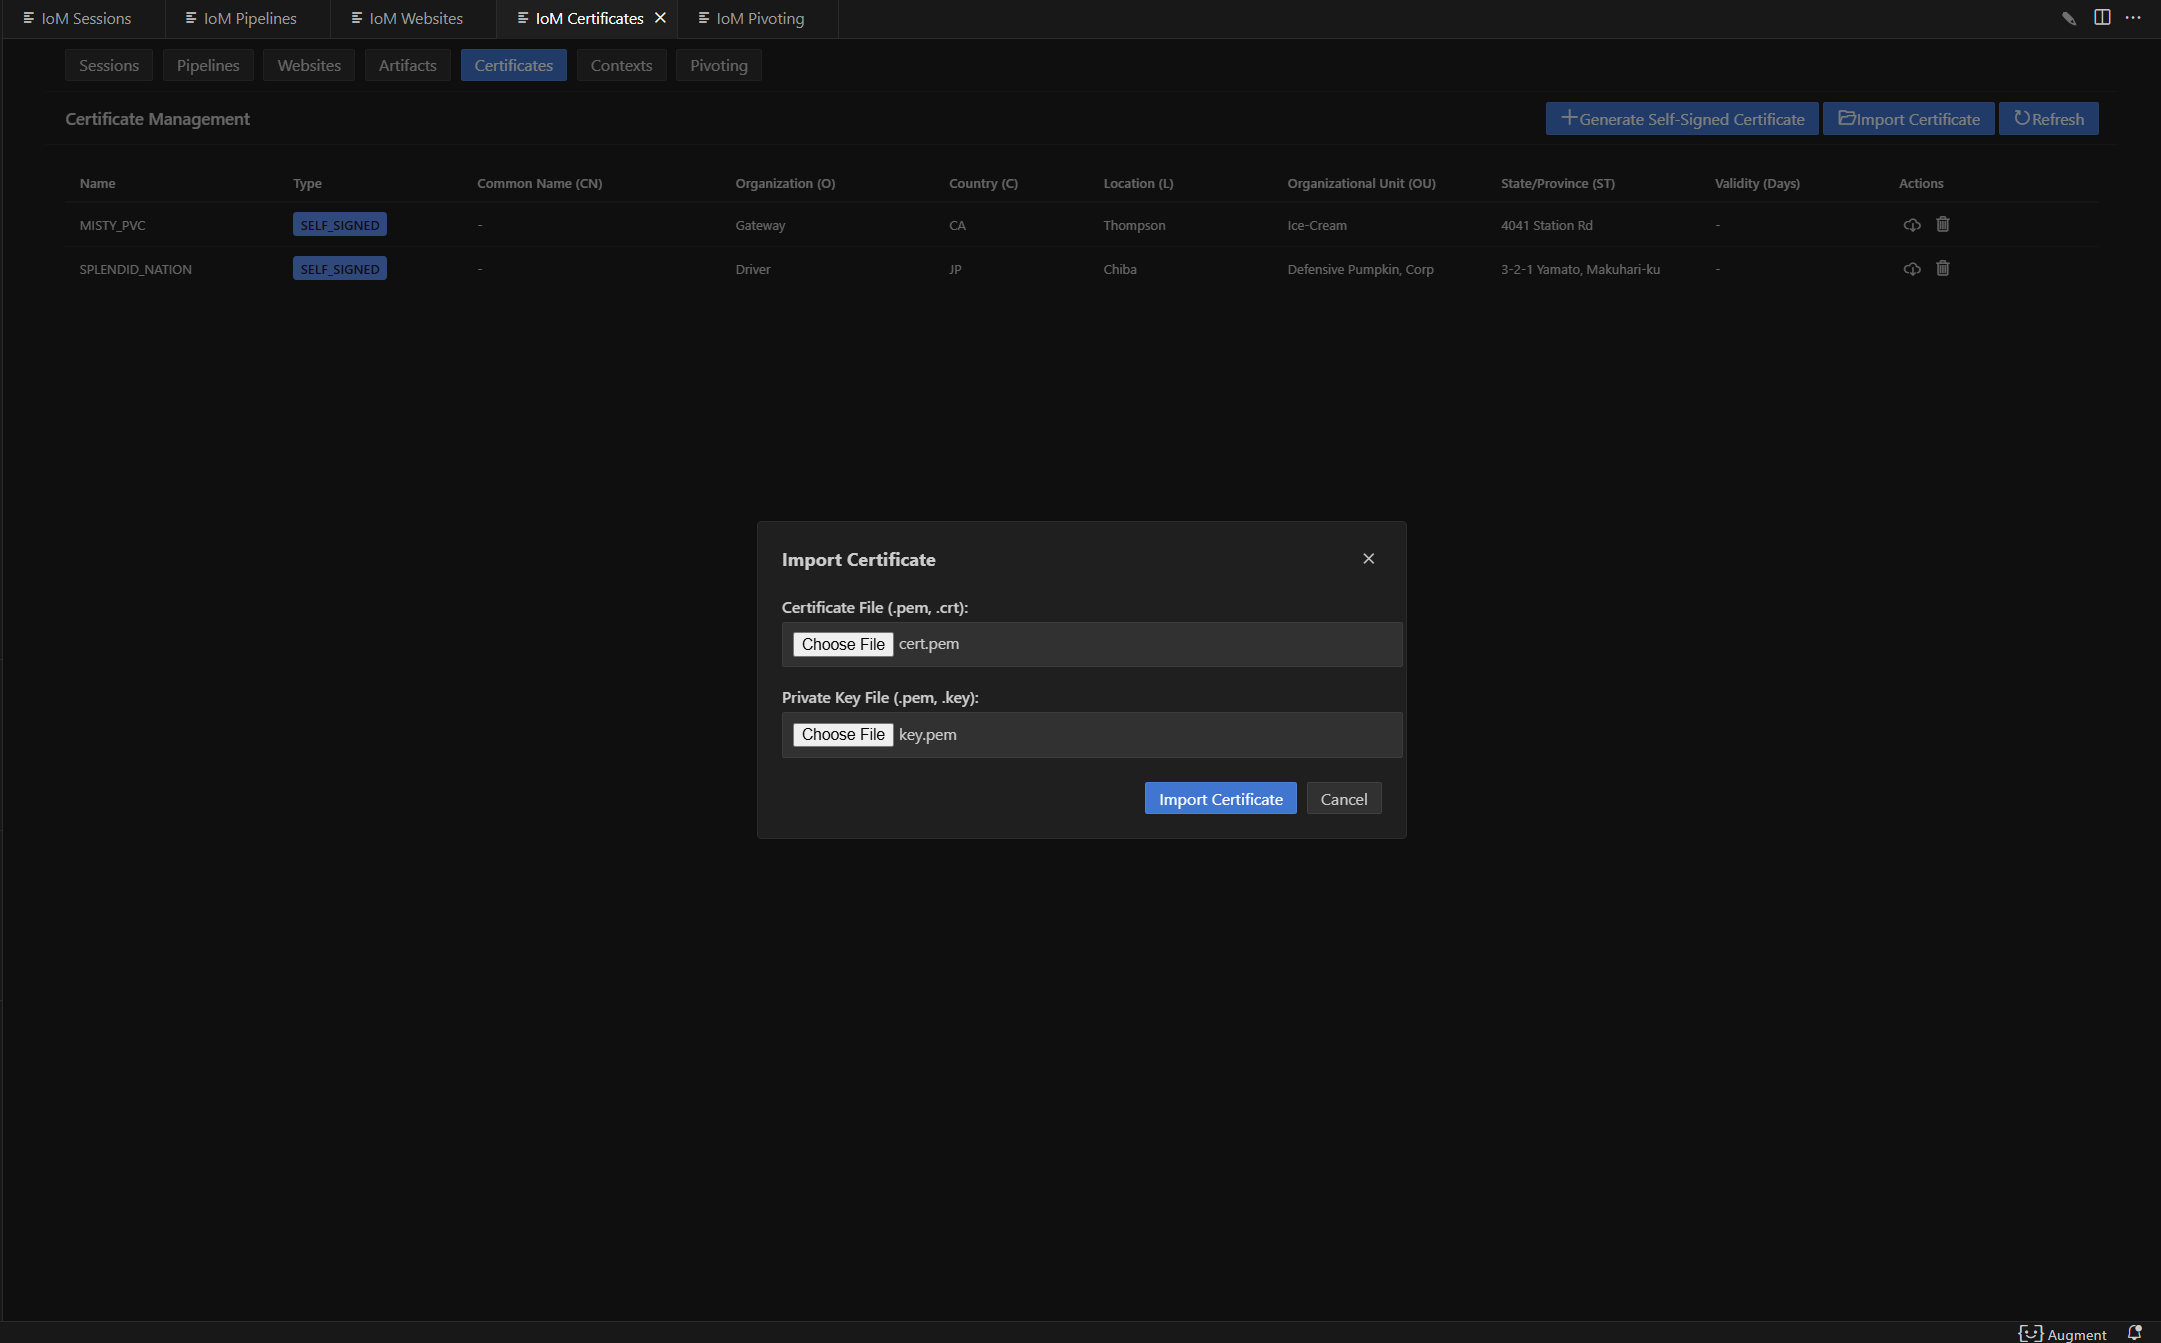 IoM Sessions
IoM Pipelines
IoM Websites
IoM Certificates
IoM Pivoting
Sessions
Pipelines
Websites
Artifacts
Certificates
Contexts
Pivoting
Certificate Management
Generate Self-Signed Certificate
Import Certificate
Refresh
Name Type Common Name (CN) Organization (O) Country (C) Location (L) Organizational Unit (OU) State/Province (ST) Validity (Days) Actions
MISTY_PVC SELF_SIGNED - Gateway CA Thompson Ice-Cream 4041 Station Rd -
SPLENDID_NATION SELF_SIGNED - Driver JP Chiba Defensive Pumpkin, Corp 3-2-1 Yamato, Makuhari-ku -
Import Certificate
Certificate File (.pem, .crt):
Choose File cert.pem
Private Key File (.pem, .key):
Choose File key.pem
Import Certificate
Cancel
Augment